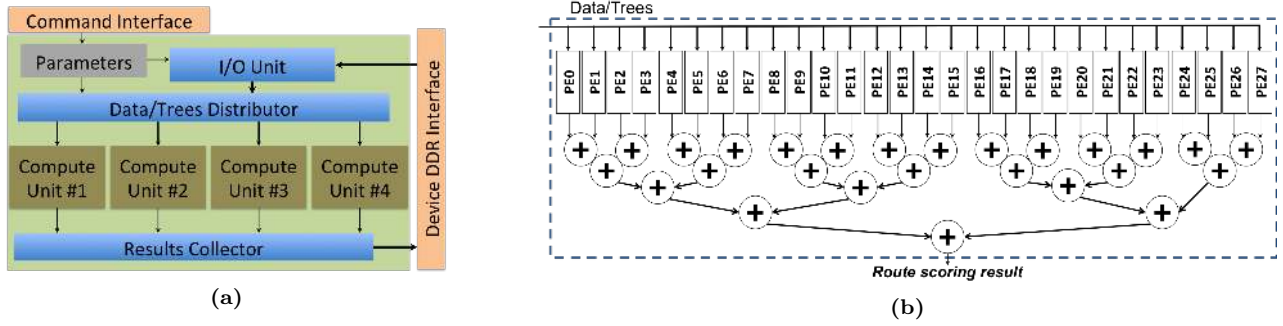 Command Interface
Parameters
I/O Unit
Data/Trees Distributor
Compute
Unit #1
Compute
Unit #2
Compute
Unit #3
Compute
Unit #4
Results Collector
Device DDR Interface
(a)
Data/Trees
PE0
PE1
PE2
PE3
PE4
PE5
PE6
PE7
PE8
PE9
PE10
PE11
PE12
PE13
PE14
PE15
PE16
PE17
PE18
PE19
PE20
PE21
PE22
PE23
PE24
PE25
PE26
PE27
Route scoring result
(b)